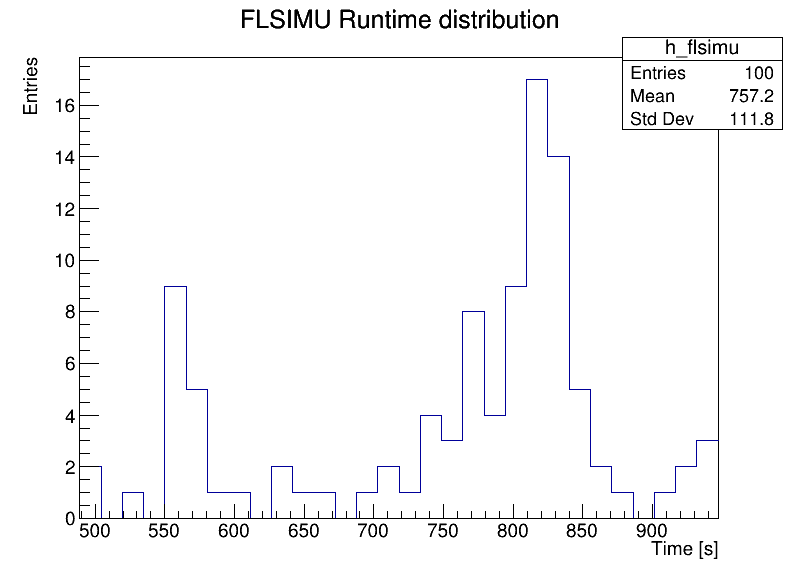 FLSIMU Runtime distribution
h_flsimu
Entries 100
Mean 757.2
Std Dev 111.8
Entries
16
14
12
10
8
6
4
2
0
500 550 600 650 700 750 800 850 900
Time [s]